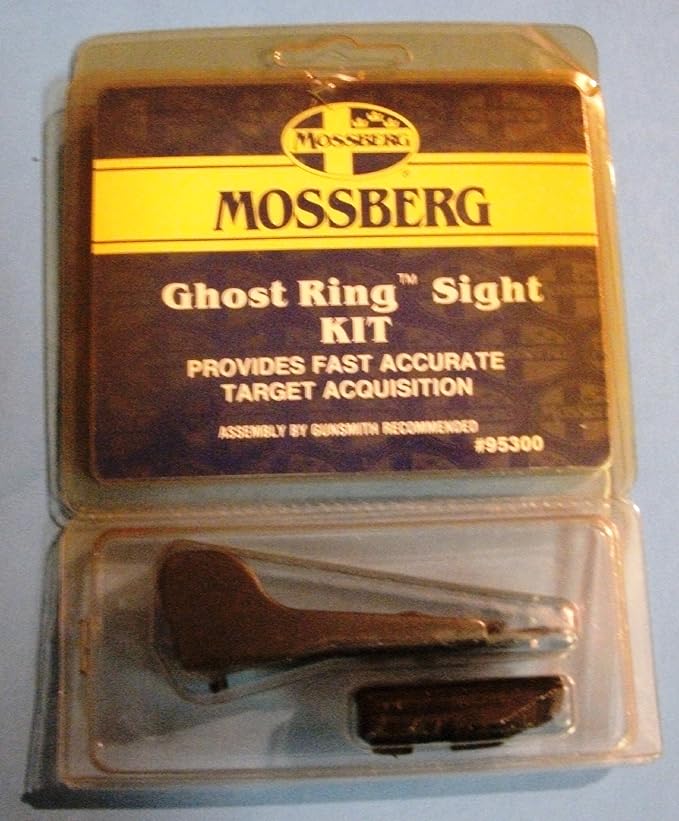 MOSSBERG
MOSSBERG
Ghost Ring™ Sight
KIT
PROVIDES FAST ACCURATE
TARGET ACQUISITION
ASSEMBLY BY GUNSMITH RECOMMENDED
#95300